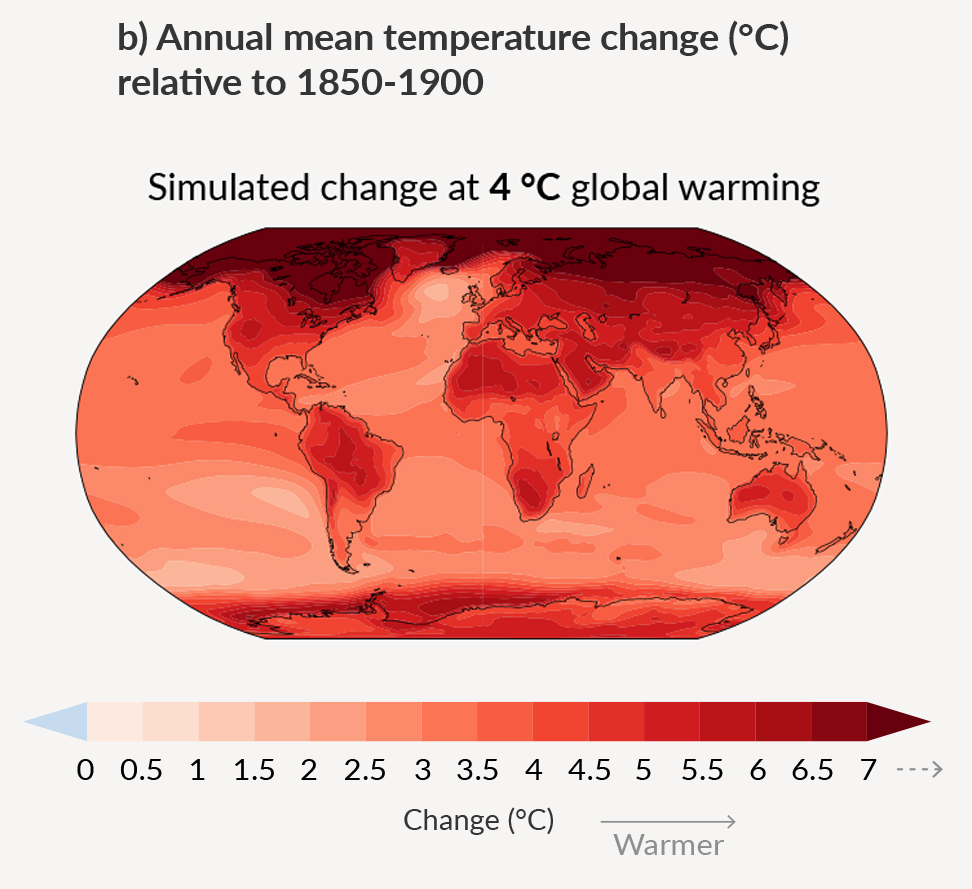 b) Annual mean temperature change (°C)
relative to 1850-1900
Simulated change at 4 °C global warming
0 0.5 1 1.5 2 2.5 3 3.5 4 4.5 5 5.5 6 6.5 7
Change (°C)
Warmer